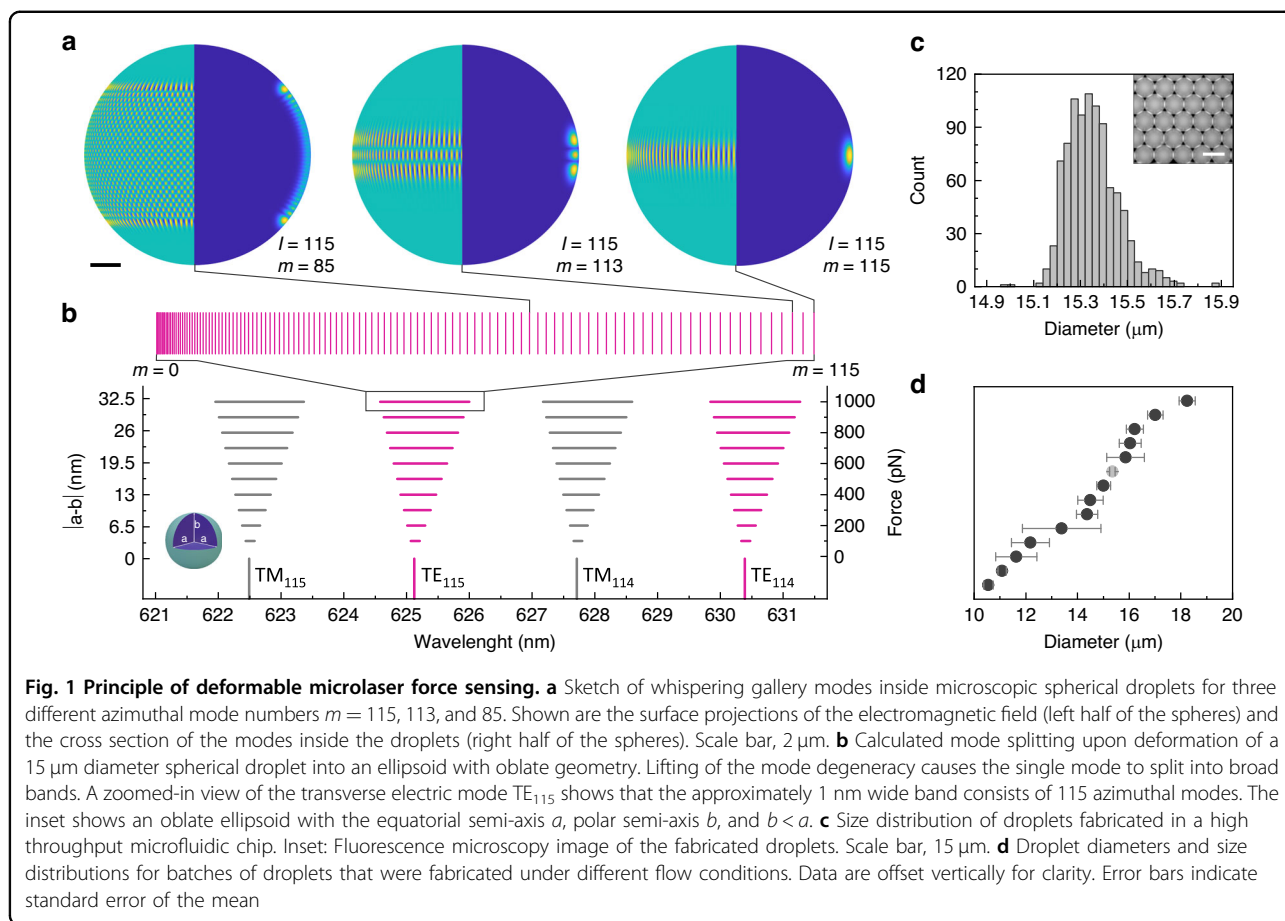 a
l = 115
m = 85
l = 115
m = 113
l = 115
m = 115
b
m = 0
m = 115
32.5
26
19.5
13
6.5
0
|a-b| (nm)
1000
800
600
400
200
0
Force (pN)
b
a
a
TM115
TE115
TM114
TE114
621
622
623
624
625
626
627
628
629
630
631
Wavelenght (nm)
c
120
90
60
30
0
Count
14.9
15.1
15.3
15.5
15.7
15.9
Diameter (μm)
d
10
12
14
16
18
20
Diameter (μm)
Fig. 1 Principle of deformable microlaser force sensing. a Sketch of whispering gallery modes inside microscopic spherical droplets for three
different azimuthal mode numbers m = 115, 113, and 85. Shown are the surface projections of the electromagnetic field (left half of the spheres) and
the cross section of the modes inside the droplets (right half of the spheres). Scale bar, 2 μm. b Calculated mode splitting upon deformation of a
15 μm diameter spherical droplet into an ellipsoid with oblate geometry. Lifting of the mode degeneracy causes the single mode to split into broad
bands. A zoomed-in view of the transverse electric mode TE115 shows that the approximately 1 nm wide band consists of 115 azimuthal modes. The
inset shows an oblate ellipsoid with the equatorial semi-axis a, polar semi-axis b, and b < a. c Size distribution of droplets fabricated in a high
throughput microfluidic chip. Inset: Fluorescence microscopy image of the fabricated droplets. Scale bar, 15 μm. d Droplet diameters and size
distributions for batches of droplets that were fabricated under different flow conditions. Data are offset vertically for clarity. Error bars indicate
standard error of the mean